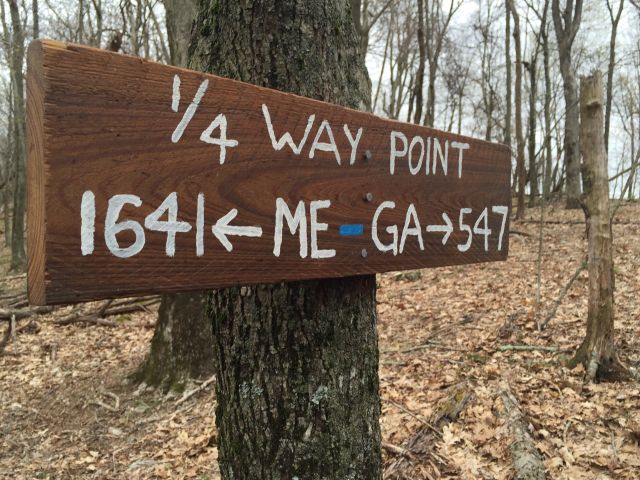 1/4 WAY POINT
1641 ← ME - GA → 547